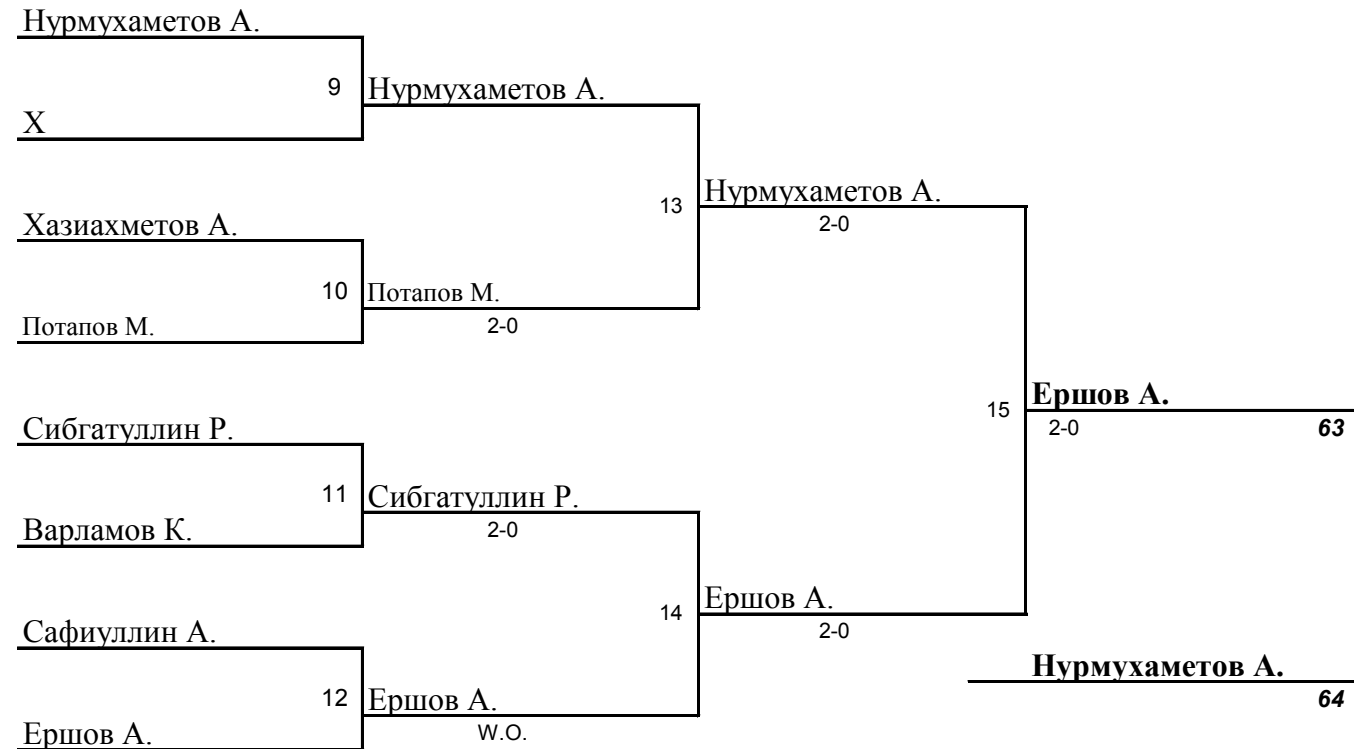 Нурмухаметов А.
9 Нурмухаметов А.
Х
13 Нурмухаметов А.
2-0
Хазиахметов А.
10 Потапов М.
2-0
Потапов М.
15 Ершов А.
2-0 63
Сибгатуллин Р.
11 Сибгатуллин Р.
2-0
Варламов К.
14 Ершов А.
2-0
Сафиуллин А.
Нурмухаметов А.
64
12 Ершов А.
W.O.
Ершов А.